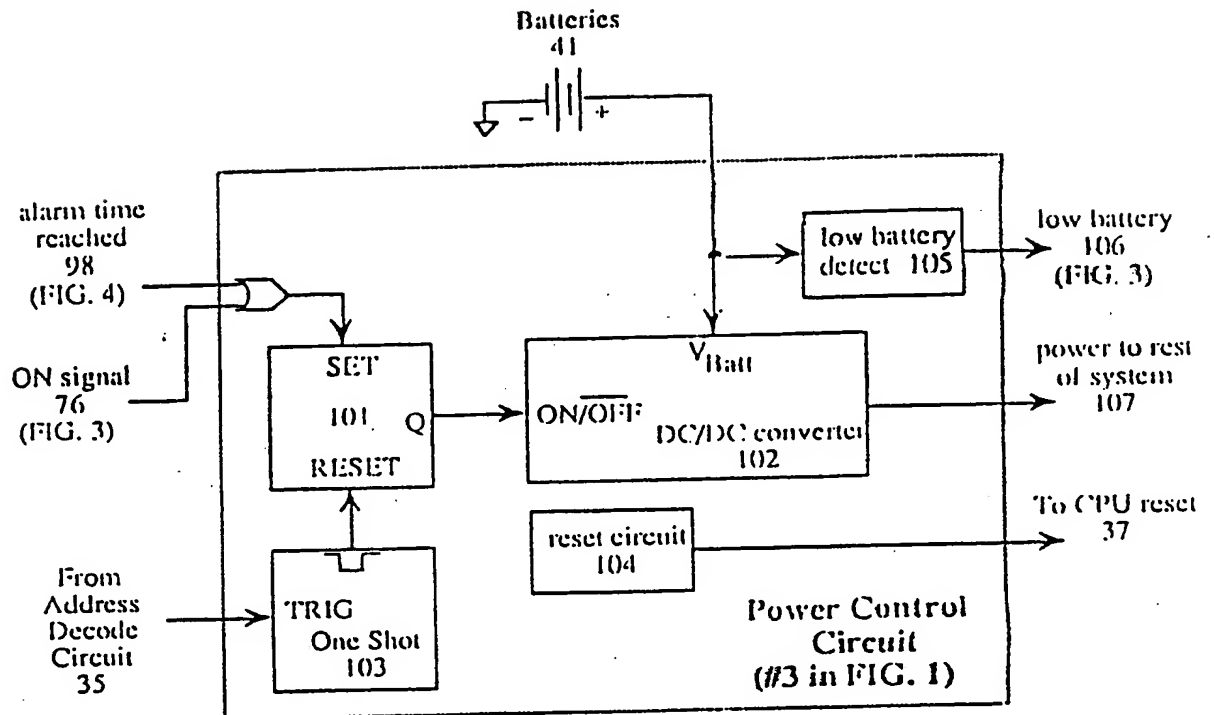 Batteries
41
−
+
alarm time
reached
98
(FIG. 4)
ON signal
76
(FIG. 3)
SET
101
Q
RESET
From
Address
Decode
Circuit
35
TRIG
One Shot
103
VBatt
ON/OFF
DC/DC converter
102
low battery
detect 105
low battery
106
(FIG. 3)
power to rest
of system
107
reset circuit
104
To CPU reset
37
Power Control
Circuit
(#3 in FIG. 1)